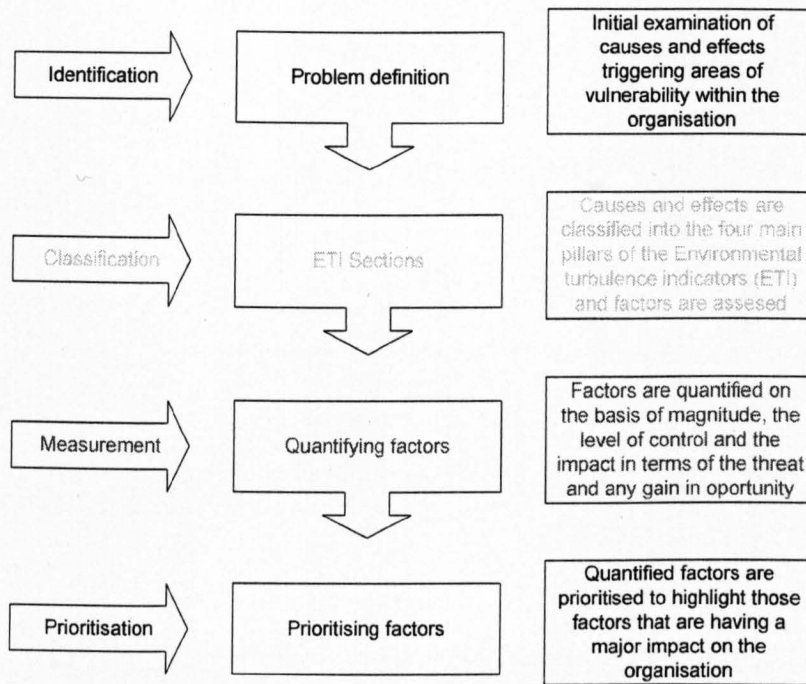 Identification
Problem definition
Initial examination of
causes and effects
triggering areas of
vulnerability within the
organisation
Classification
ETI Sections
Causes and effects are
classified into the four main
pillars of the Environmental
turbulence indicators (ETI)
and factors are assesed
Measurement
Quantifying factors
Factors are quantified on
the basis of magnitude, the
level of control and the
impact in terms of the threat
and any gain in oportunity
Prioritisation
Prioritising factors
Quantified factors are
prioritised to highlight those
factors that are having a
major impact on the
organisation